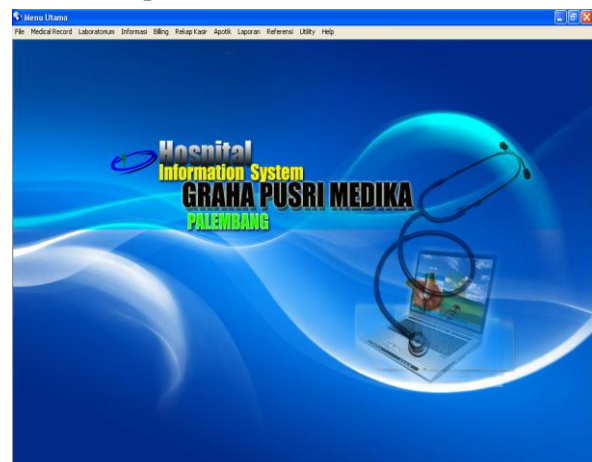 Menu Utama
File Medical Record Laboratorium Informasi Billing Rekap Kasir Apotik Laporan Referensi Utility Help
Hospital
Information System
GRAHA PUSRI MEDIKA
PALEMBANG